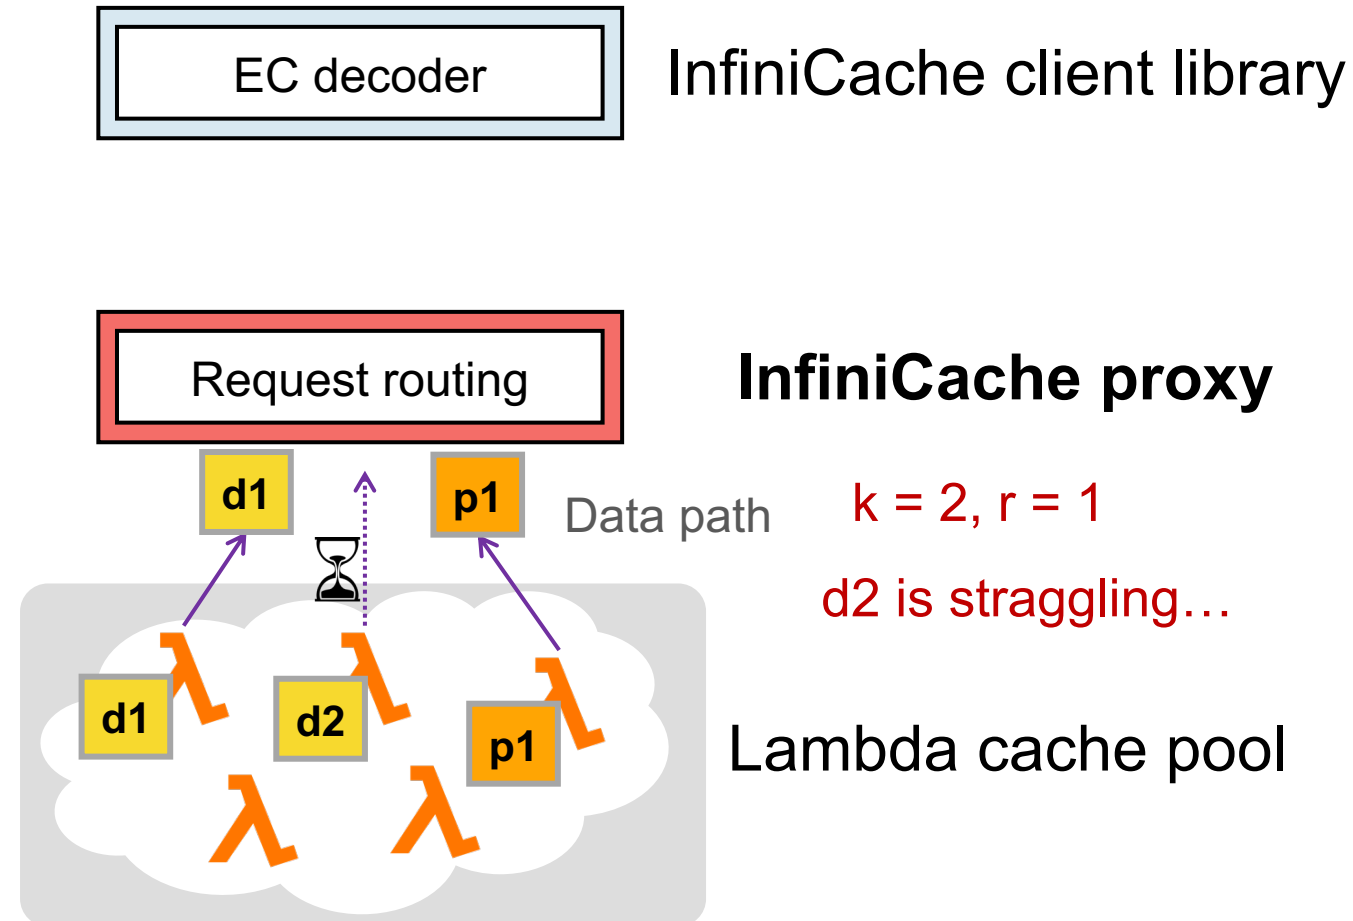 EC decoder
InfiniCache client library
Request routing
InfiniCache proxy
d1
p1
Data path
k = 2, r = 1
d2 is straggling…
λ
λ
λ
d1
d2
p1
Lambda cache pool
λ
λ